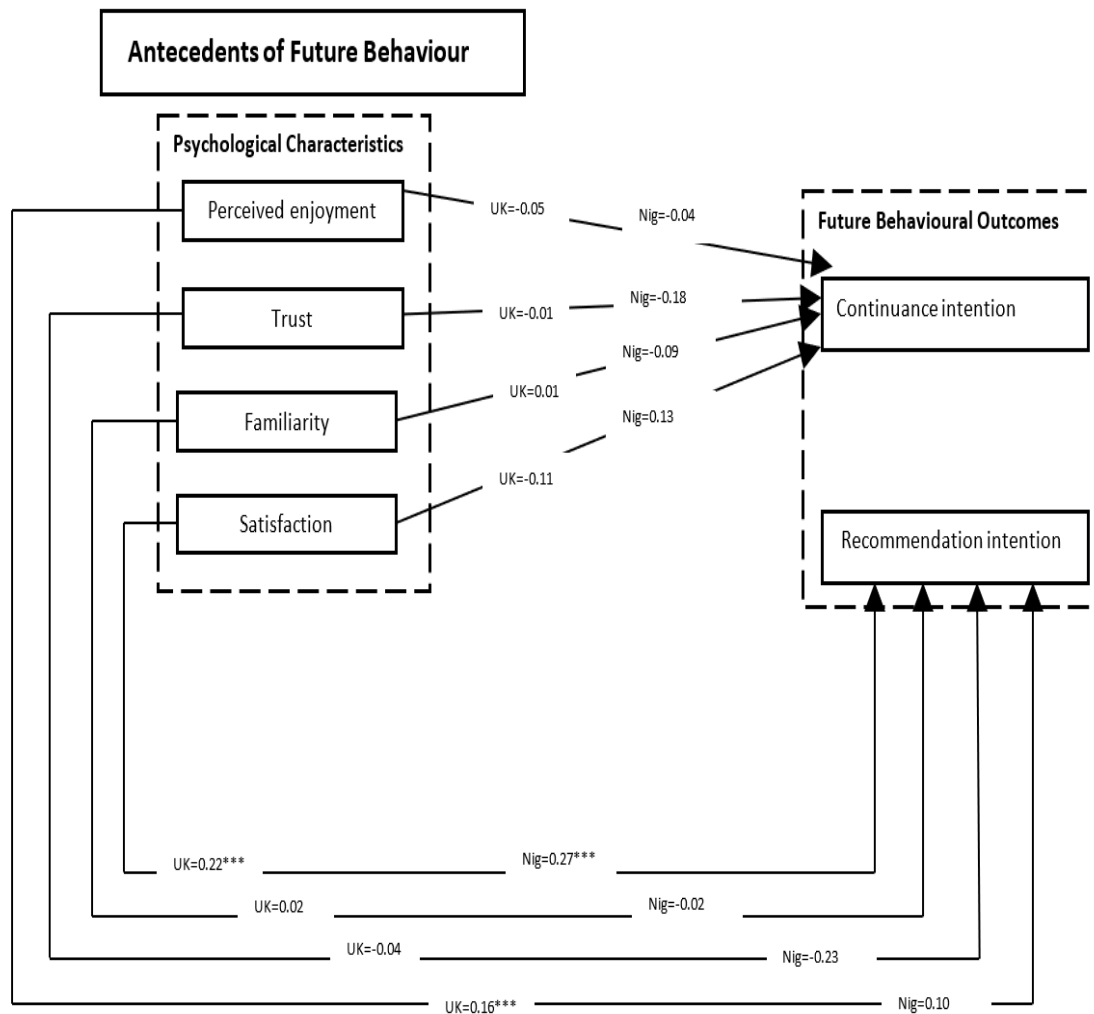 Antecedents of Future Behaviour
Psychological Characteristics
Perceived enjoyment
UK=-0.05
Nig=-0.04
Future Behavioural Outcomes
Trust
UK=-0.01
Nig=-0.18
Continuance intention
Nig=-0.09
Familiarity
UK=0.01
Nig=0.13
Satisfaction
UK=-0.11
Recommendation intention
UK=0.22***
Nig=0.27***
UK=0.02
Nig=-0.02
UK=-0.04
Nig=-0.23
UK=0.16***
Nig=0.10